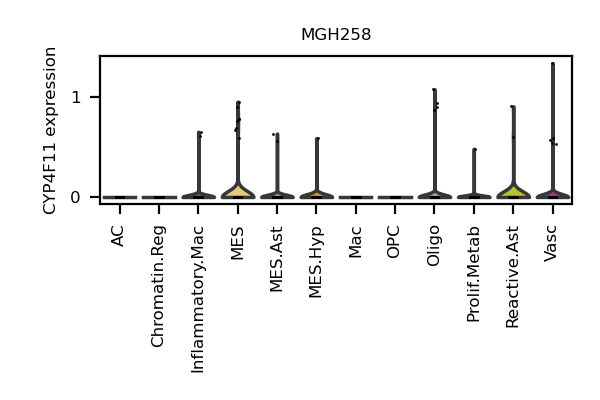 MGH258
CYP4F11 expression
1
0
AC
Chromatin.Reg
Inflammatory.Mac
MES
MES.Ast
MES.Hyp
Mac
OPC
Oligo
Prolif.Metab
Reactive.Ast
Vasc